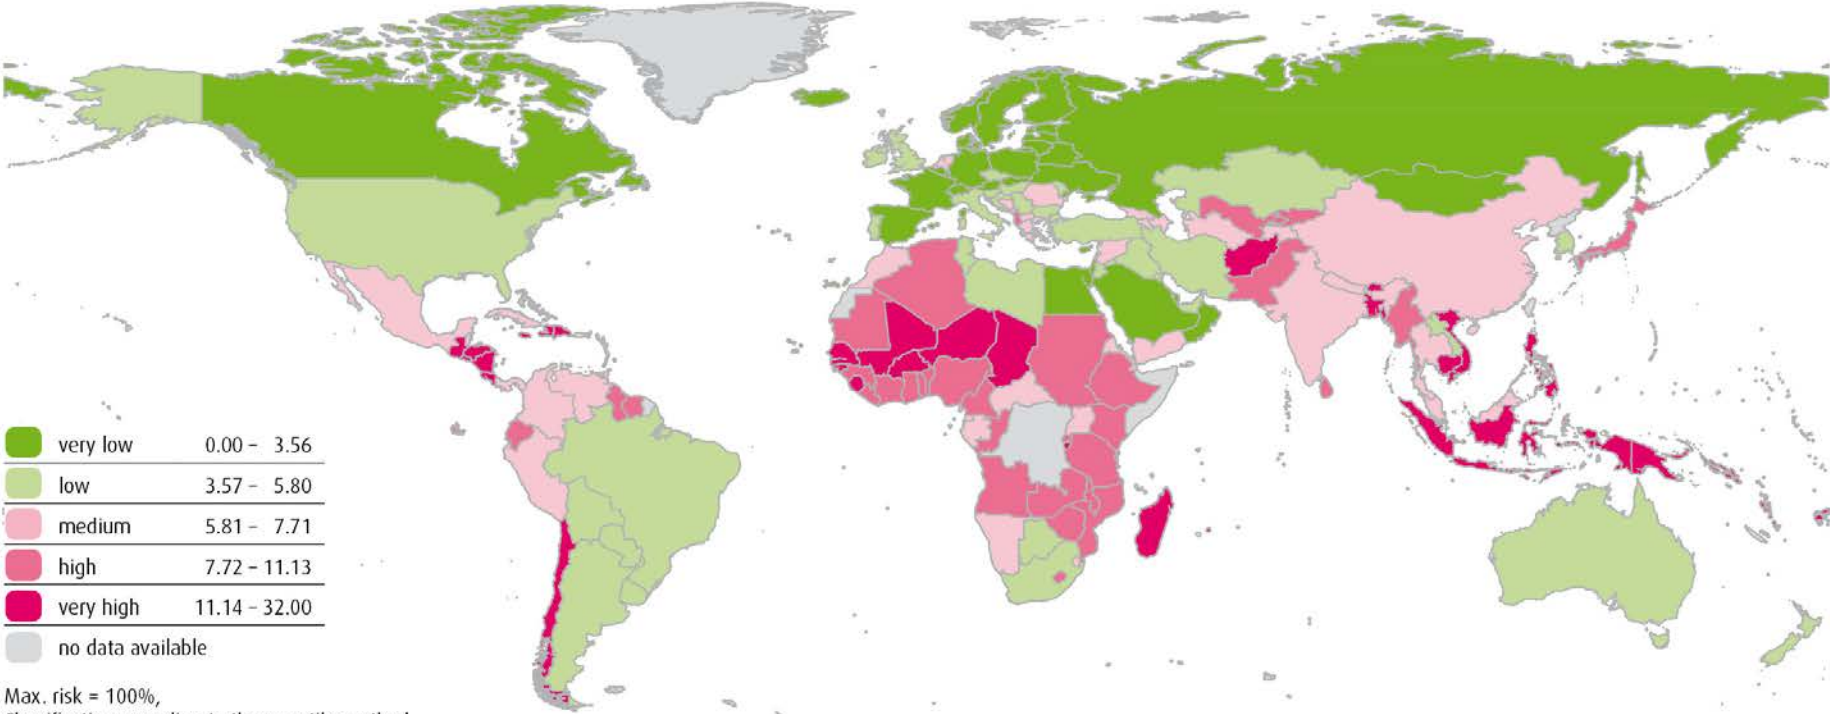 very low 0.00 – 3.56
low 3.57 – 5.80
medium 5.81 – 7.71
high 7.72 – 11.13
very high 11.14 – 32.00
no data available
Max. risk = 100%,